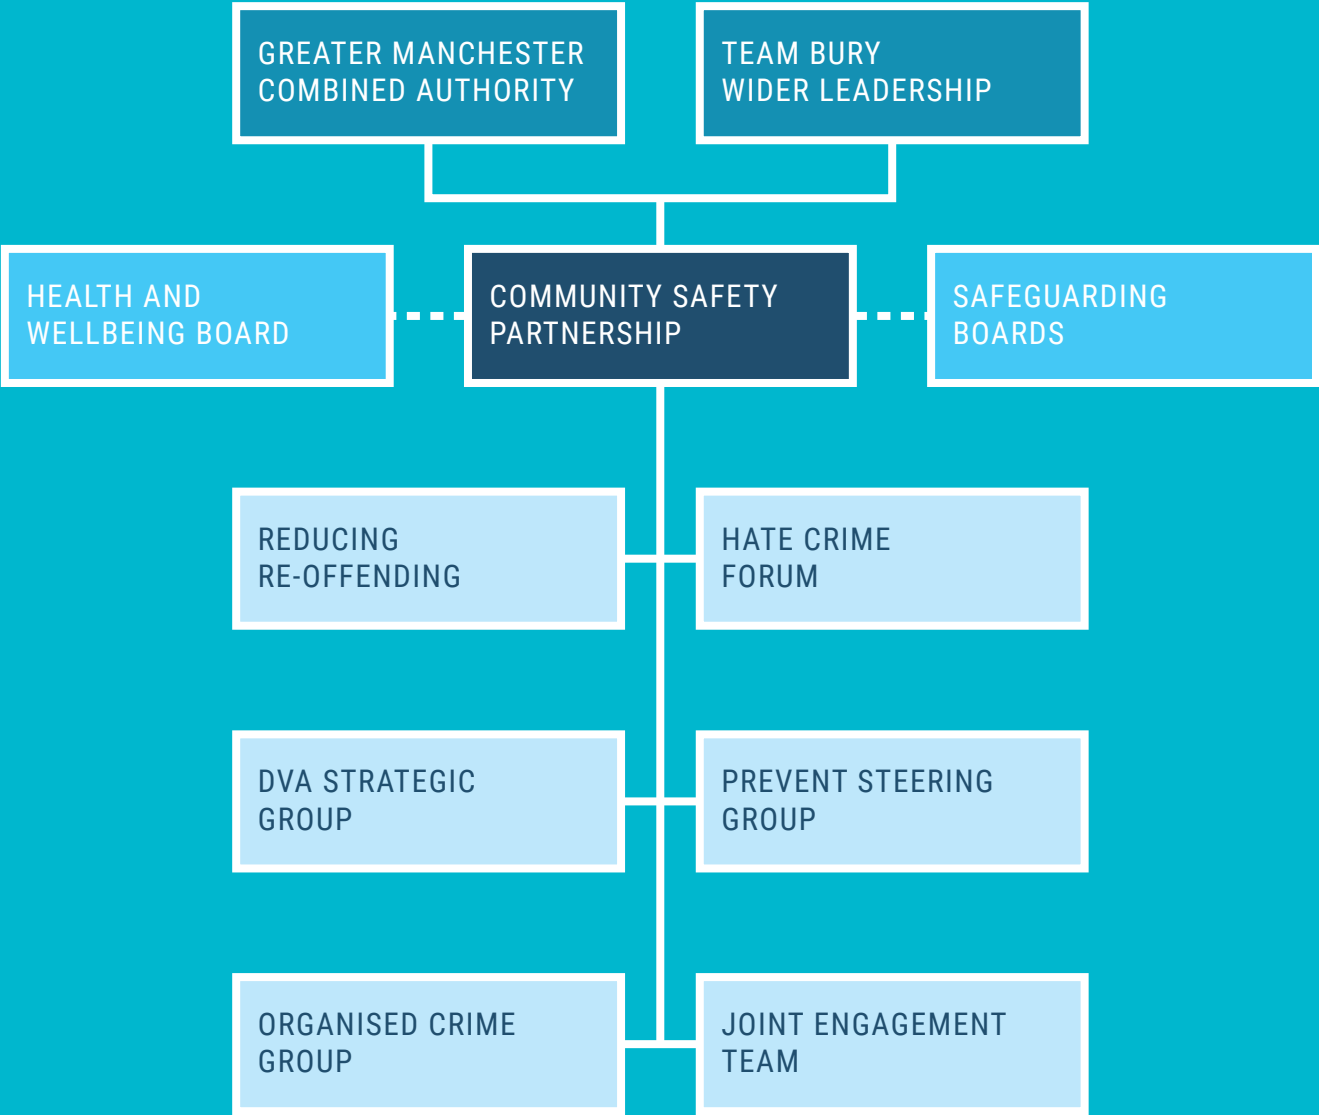 GREATER MANCHESTER
COMBINED AUTHORITY
TEAM BURY
WIDER LEADERSHIP
HEALTH AND
WELLBEING BOARD
COMMUNITY SAFETY
PARTNERSHIP
SAFEGUARDING
BOARDS
REDUCING
RE-OFFENDING
HATE CRIME
FORUM
DVA STRATEGIC
GROUP
PREVENT STEERING
GROUP
ORGANISED CRIME
GROUP
JOINT ENGAGEMENT
TEAM